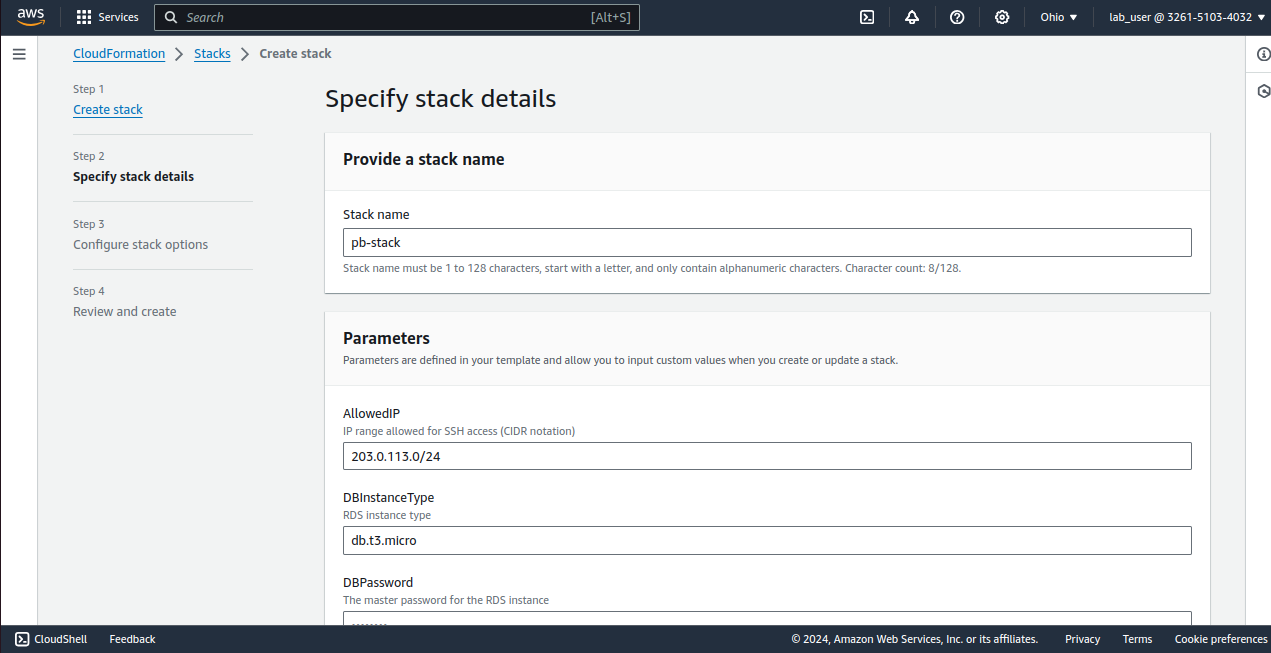 aws Services Search [Alt+S] Ohio lab_user @ 3261-5103-4032
CloudFormation Stacks Create stack
Step 1
Create stack
Step 2
Specify stack details
Step 3
Configure stack options
Step 4
Review and create
Specify stack details
Provide a stack name
Stack name
pb-stack
Stack name must be 1 to 128 characters, start with a letter, and only contain alphanumeric characters. Character count: 8/128.
Parameters
Parameters are defined in your template and allow you to input custom values when you create or update a stack.
AllowedIP
IP range allowed for SSH access (CIDR notation)
203.0.113.0/24
DBInstanceType
RDS instance type
db.t3.micro
DBPassword
The master password for the RDS instance
CloudShell Feedback © 2024, Amazon Web Services, Inc. or its affiliates. Privacy Terms Cookie preferences